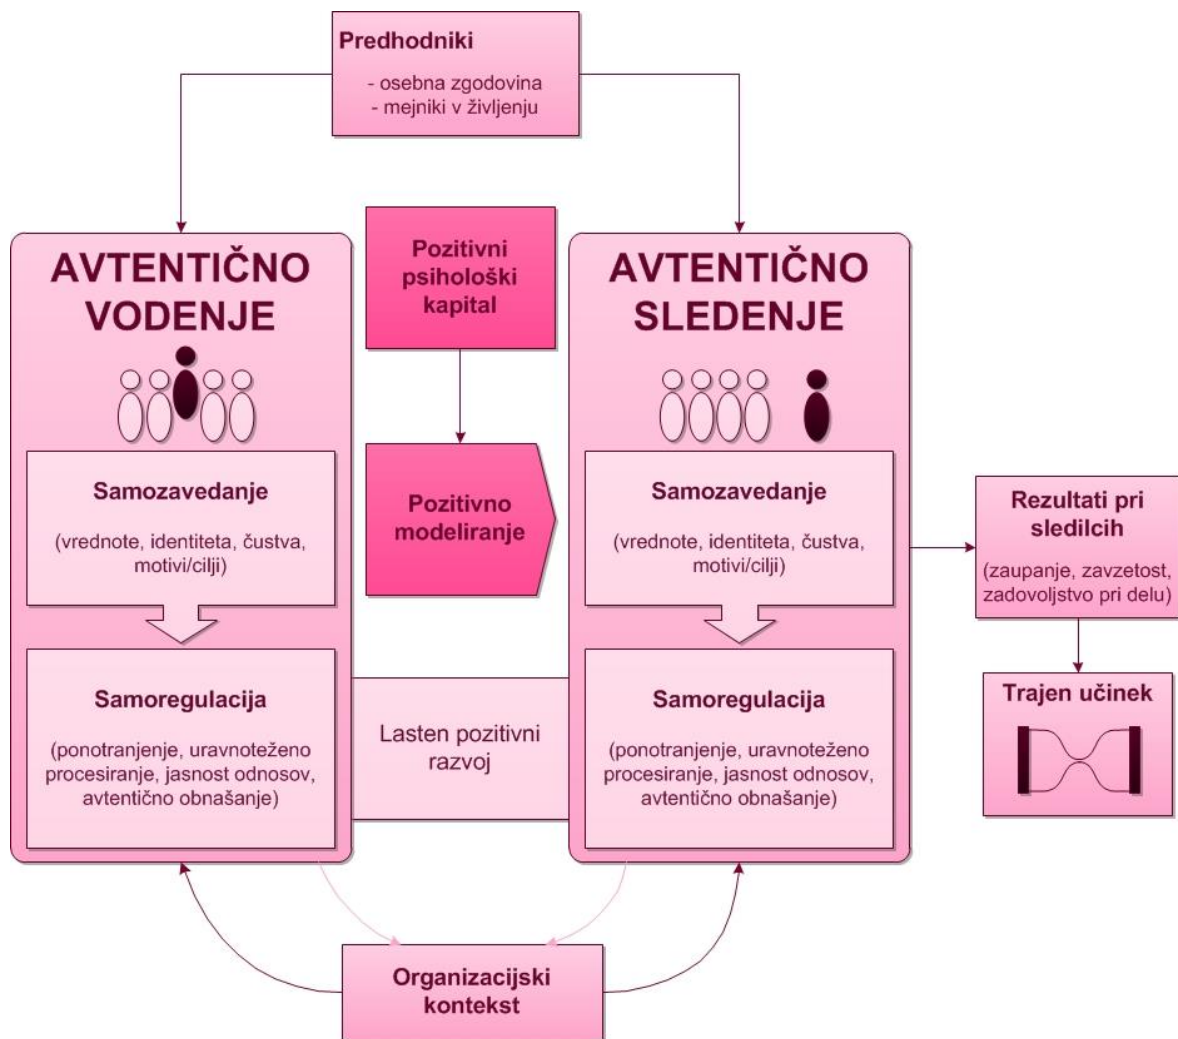 Predhodniki
- osebna zgodovina
- mejniki v življenju
AVTENTIČNO
VODENJE
Samozavedanje
(vrednote, identiteta, čustva,
motivi/cilji)
Samoregulacija
(ponotranjenje, uravnoteženo
procesiranje, jasnost odnosov,
avtentično obnašanje)
Pozitivni
psihološki
kapital
Pozitivno
modeliranje
Lasten pozitivni
razvoj
AVTENTIČNO
SLEDENJE
Samozavedanje
(vrednote, identiteta, čustva,
motivi/cilji)
Samoregulacija
(ponotranjenje, uravnoteženo
procesiranje, jasnost odnosov,
avtentično obnašanje)
Rezultati pri
sledilcih
(zaupanje, zavzetost,
zadovoljstvo pri delu)
Trajen učinek
Organizacijski
kontekst